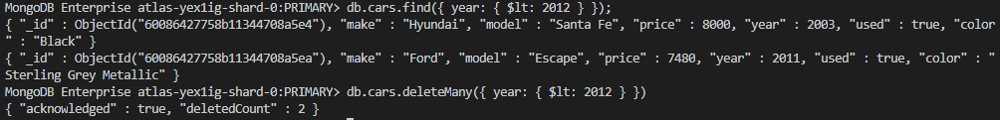 MongoDB Enterprise atlas-yex1ig-shard-0:PRIMARY> db.cars.find({ year: { $lt: 2012 } });
{ "_id" : ObjectId("60086427758b11344708a5e4"), "make" : "Hyundai", "model" : "Santa Fe", "price" : 8000, "year" : 2003, "used" : true, "color
" : "Black" }
{ "_id" : ObjectId("60086427758b11344708a5ea"), "make" : "Ford", "model" : "Escape", "price" : 7480, "year" : 2011, "used" : true, "color" : "
Sterling Grey Metallic" }
MongoDB Enterprise atlas-yex1ig-shard-0:PRIMARY> db.cars.deleteMany({ year: { $lt: 2012 } })
{ "acknowledged" : true, "deletedCount" : 2 }